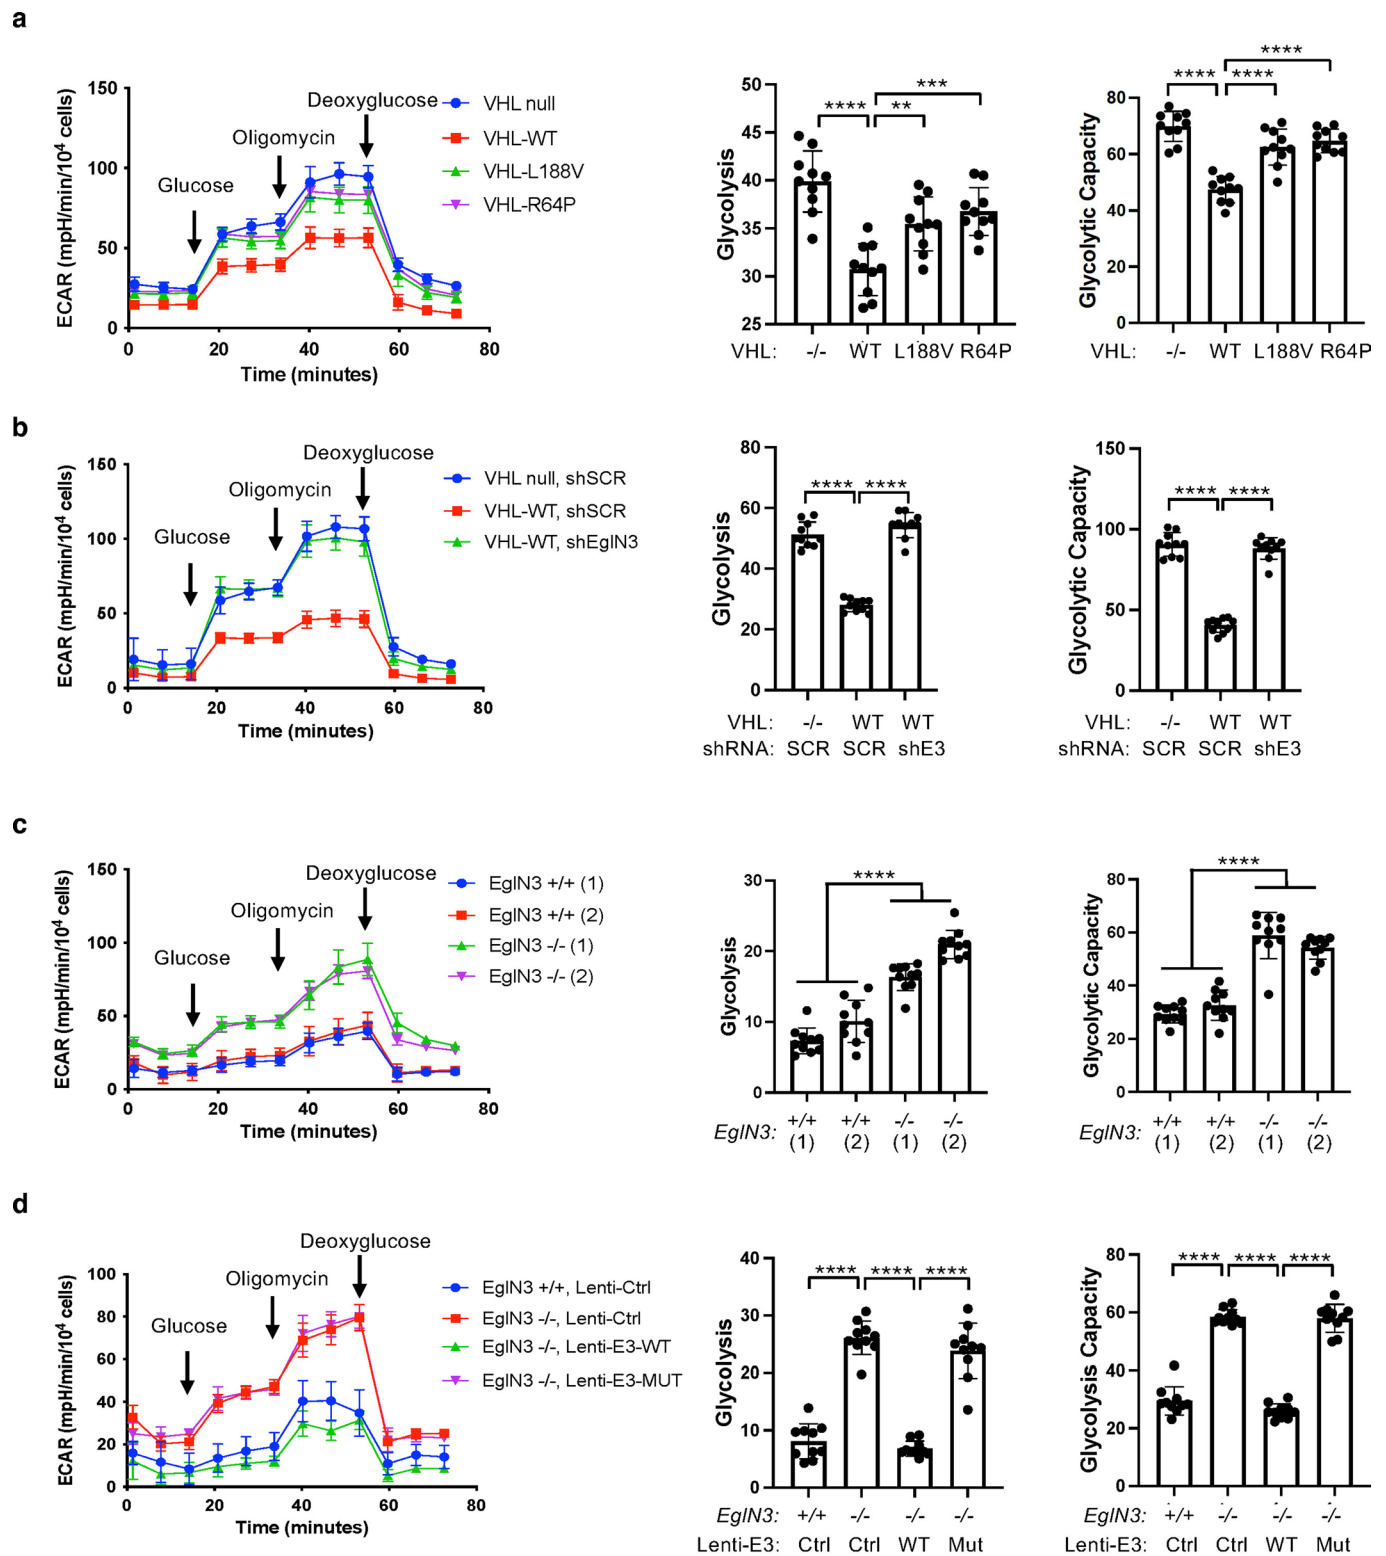 a
150
100
50
0
0 20 40 60 80
ECAR (mpH/min/10⁴ cells)
Time (minutes)
Glucose
Oligomycin
Deoxyglucose
VHL null
VHL-WT
VHL-L188V
VHL-R64P
50
45
40
35
30
25
Glycolysis
**** **
***
VHL: -/- WT L188V R64P
80
60
40
20
0
Glycolytic Capacity
**** ****
****
VHL: -/- WT L188V R64P
b
150
100
50
0
0 20 40 60 80
ECAR (mpH/min/10⁴ cells)
Time (minutes)
Glucose
Oligomycin
Deoxyglucose
VHL null, shSCR
VHL-WT, shSCR
VHL-WT, shEglN3
80
60
40
20
0
Glycolysis
**** ****
VHL: -/- WT WT
shRNA: SCR SCR shE3
150
100
50
0
Glycolytic Capacity
**** ****
VHL: -/- WT WT
shRNA: SCR SCR shE3
c
150
100
50
0
0 20 40 60 80
ECAR (mpH/min/10⁴ cells)
Time (minutes)
Glucose
Oligomycin
Deoxyglucose
EglN3 +/+ (1)
EglN3 +/+ (2)
EglN3 -/- (1)
EglN3 -/- (2)
30
20
10
0
Glycolysis
****
EglN3: +/+ +/+ -/- -/-
(1) (2) (1) (2)
80
60
40
20
0
Glycolytic Capacity
****
EglN3: +/+ +/+ -/- -/-
(1) (2) (1) (2)
d
100
80
60
40
20
0
0 20 40 60 80
ECAR (mpH/min/10⁴ cells)
Time (minutes)
Glucose
Oligomycin
Deoxyglucose
EglN3 +/+, Lenti-Ctrl
EglN3 -/-, Lenti-Ctrl
EglN3 -/-, Lenti-E3-WT
EglN3 -/-, Lenti-E3-MUT
40
30
20
10
0
Glycolysis
**** **** ****
EglN3: +/+ -/- -/- -/-
Lenti-E3: Ctrl Ctrl WT Mut
80
60
40
20
0
Glycolysis Capacity
**** **** ****
EglN3: +/+ -/- -/- -/-
Lenti-E3: Ctrl Ctrl WT Mut